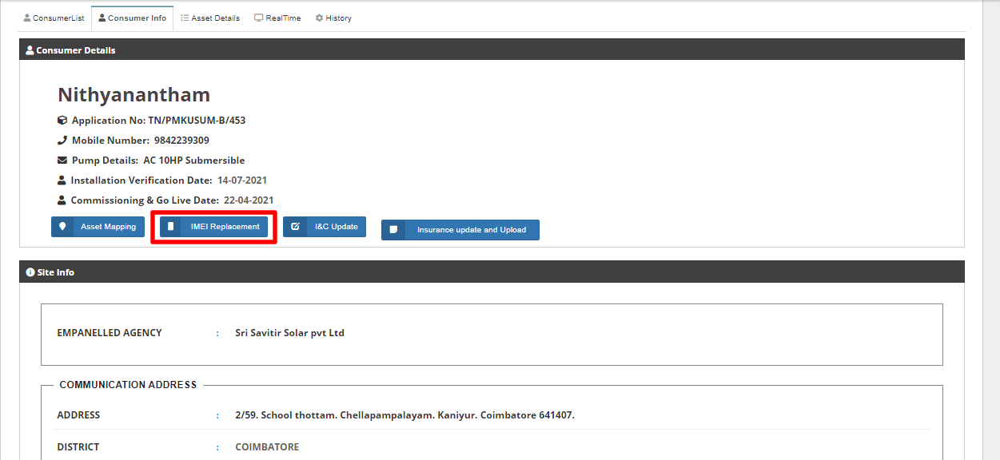 ConsumerList Consumer Info Asset Details RealTime History
Consumer Details
Nithyanantham
Application No: TN/PMKUSUM-B/453
Mobile Number: 9842239309
Pump Details: AC 10HP Submersible
Installation Verification Date: 14-07-2021
Commissioning & Go Live Date: 22-04-2021
Asset Mapping IMEI Replacement I&C Update Insurance update and Upload
Site Info
EMPANELLED AGENCY : Sri Savitir Solar pvt Ltd
COMMUNICATION ADDRESS
ADDRESS : 2/59. School thottam. Chellapampalayam. Kaniyur. Coimbatore 641407.
DISTRICT : COIMBATORE